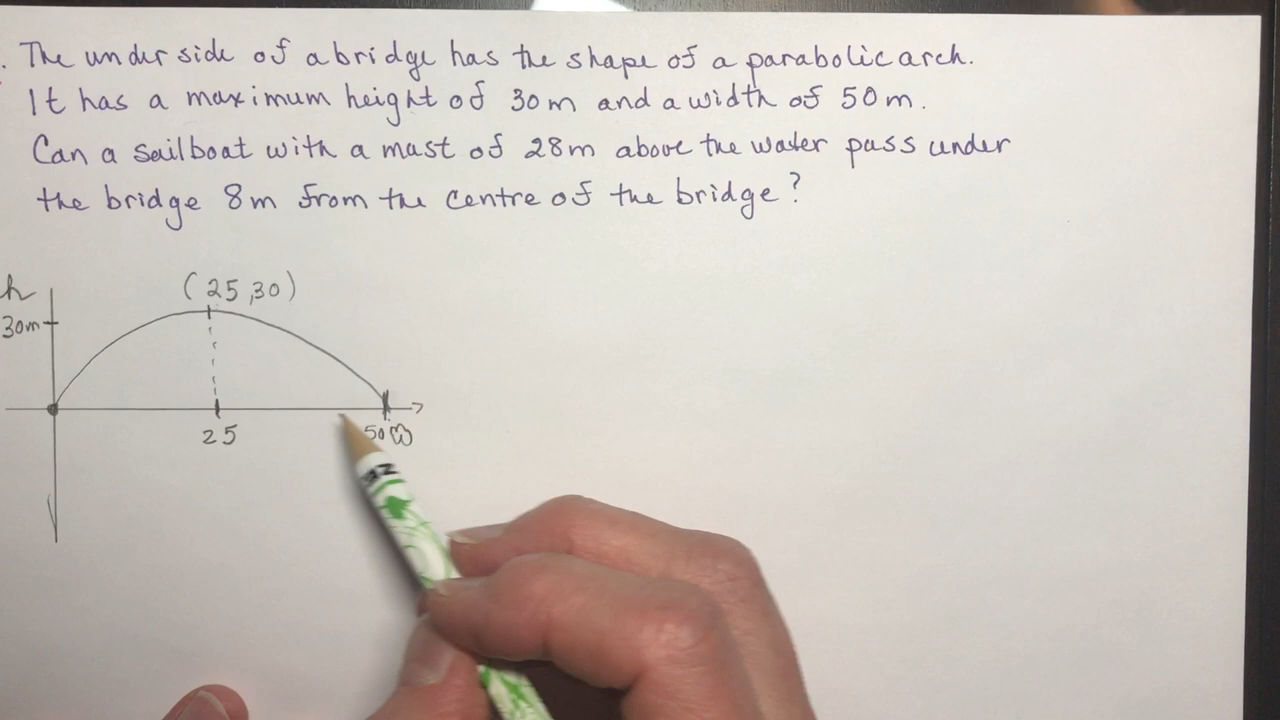 . The under side of a bridge has the shape of a parabolic arch.
It has a maximum height of 30m and a width of 50m.
Can a sailboat with a mast of 28m above the water pass under
the bridge 8m from the centre of the bridge?
h
(25,30)
30m
25
50